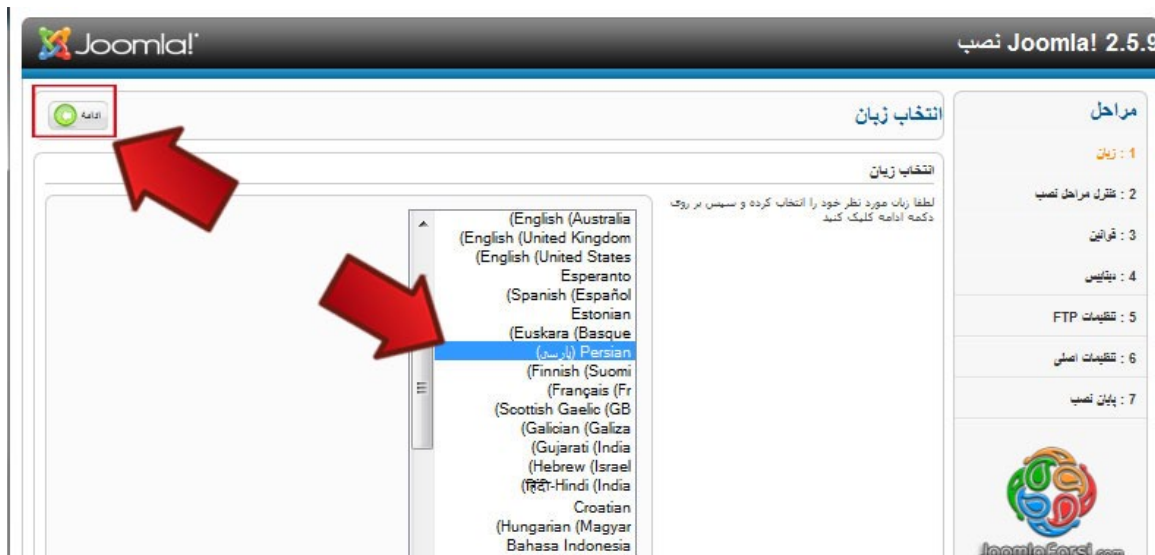 Joomla!
نصب Joomla! 2.5.9
ادامه
انتخاب زبان
مراحل
1 : زبان
2 : کنترل مراحل نصب
3 : قوانین
4 : دیتابیس
5 : تنظیمات FTP
6 : تنظیمات اصلی
7 : پایان نصب
انتخاب زبان
لطفا زبان مورد نظر خود را انتخاب کرده و سپس بر روی
دکمه ادامه کلیک کنید
(English (Australia
(English (United Kingdom
(English (United States
Esperanto
(Spanish (Español
Estonian
(Euskara (Basque
(پارسی) Persian
(Finnish (Suomi
(Français (Fr
(Scottish Gaelic (GB
(Galician (Galiza
(Gujarati (India
(Hebrew (Israel
(हिंदी-Hindi (India
Croatian
(Hungarian (Magyar
Bahasa Indonesia
JoomlaFarsi.com